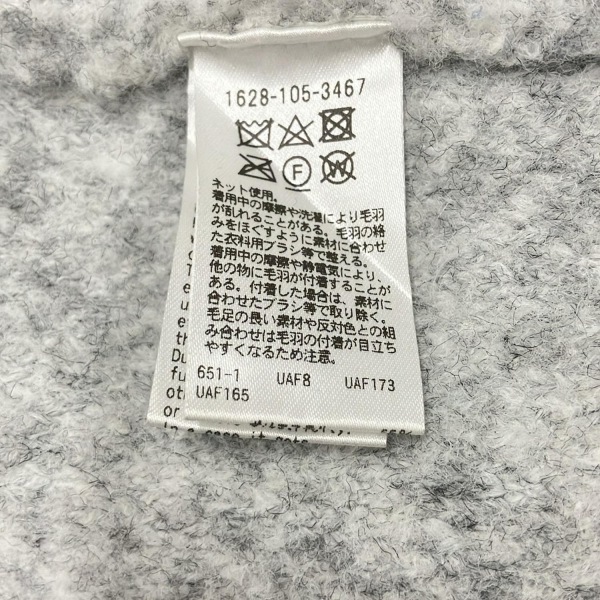 1628-105-3467
F
W
ネット使用。
着用中の摩擦や洗濯により毛羽
が乱れることがある。毛羽の絡
みをほぐすように素材に合わせ
た衣料用ブラシ等で整える。
着用中の摩擦や静電気により、
他の物に毛羽が付着することが
ある。付着した場合は、素材に
合わせたブラシ等で取り除く。
毛足の長い素材や反対色との組
み合わせは毛羽の付着が目立ち
やすくなるため注意。
651-1 UAF8 UAF173
UAF165
th
Du
fu
ot
or